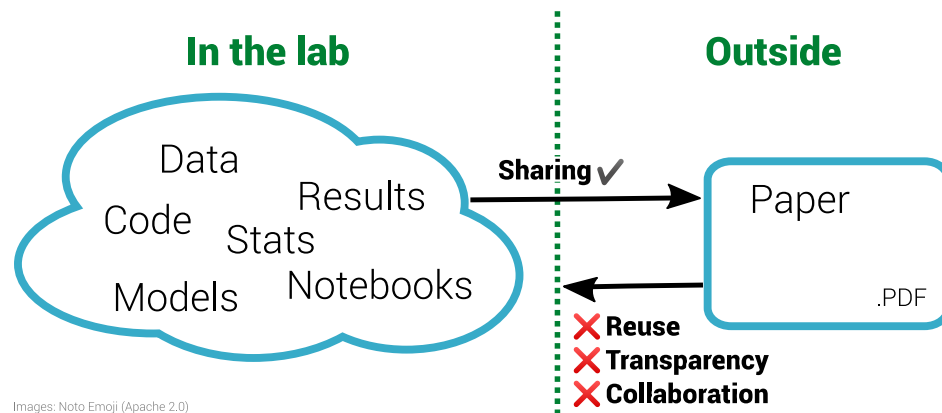 In the lab
Outside
Data
Results
Code
Stats
Notebooks
Models
Sharing ✔
Paper
.PDF
❌ Reuse
❌ Transparency
❌ Collaboration
Images: Noto Emoji (Apache 2.0)